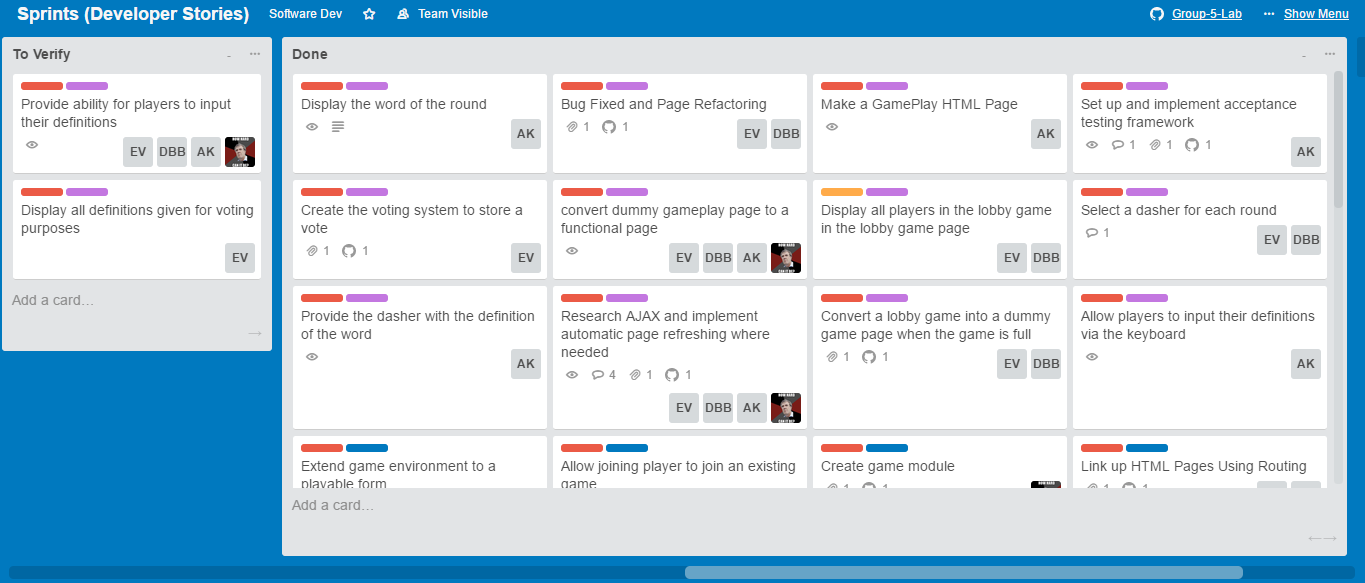 Sprints (Developer Stories) Software Dev Team Visible Group-5-Lab ... Show Menu
To Verify
Provide ability for players to input
their definitions
EV DBB AK
Display all definitions given for voting
purposes
EV
Add a card...
Done
Display the word of the round
AK
Bug Fixed and Page Refactoring
1 1
EV DBB
Make a GamePlay HTML Page
AK
Set up and implement acceptance
testing framework
1 1 1
AK
Create the voting system to store a
vote
1 1
EV
convert dummy gameplay page to a
functional page
EV DBB AK
Display all players in the lobby game
in the lobby game page
EV DBB
Select a dasher for each round
1
EV DBB
Provide the dasher with the definition
of the word
AK
Research AJAX and implement
automatic page refreshing where
needed
4 1 1
EV DBB AK
Convert a lobby game into a dummy
game page when the game is full
1 1
EV DBB
Allow players to input their definitions
via the keyboard
AK
Extend game environment to a
playable form
Allow joining player to join an existing
game
Create game module
Link up HTML Pages Using Routing
Add a card...